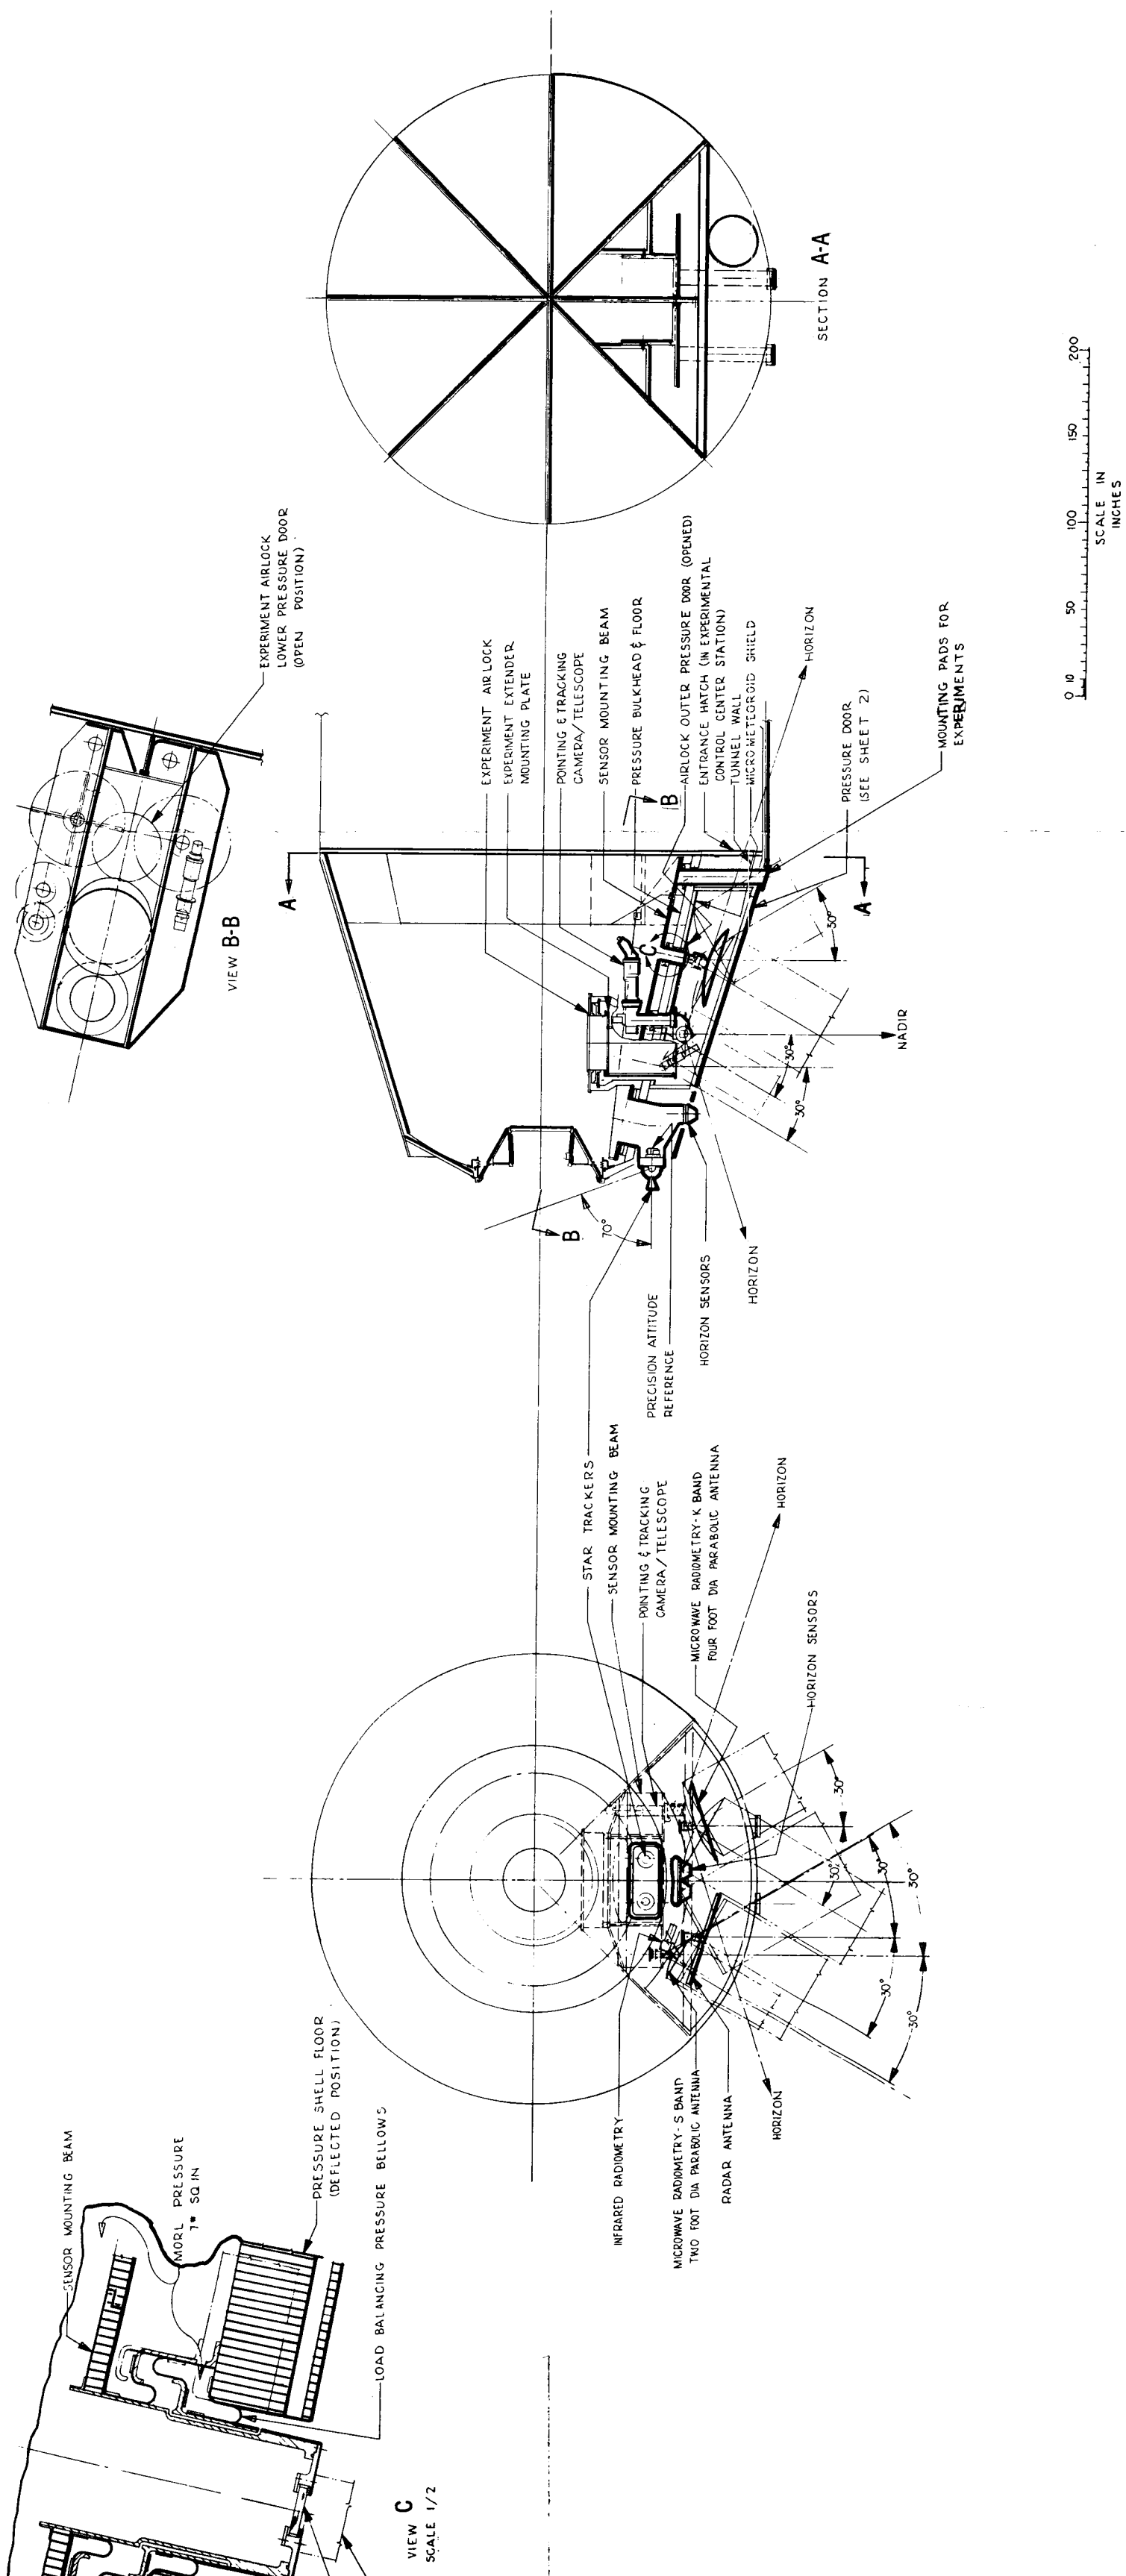 SECTION A-A
EXPERIMENT AIRLOCK
LOWER PRESSURE DOOR
(OPEN POSITION)
VIEW B-B
0 10 50 100 150 200
SCALE IN
INCHES
EXPERIMENT AIRLOCK
EXPERIMENT EXTENDER
MOUNTING PLATE
POINTING & TRACKING
CAMERA/TELESCOPE
SENSOR MOUNTING BEAM
PRESSURE BULKHEAD & FLOOR
AIRLOCK OUTER PRESSURE DOOR (OPENED)
ENTRANCE HATCH (IN EXPERIMENTAL
CONTROL CENTER STATION)
TUNNEL WALL
MICROMETEOROID SHIELD
HORIZON
PRESSURE DOOR
(SEE SHEET 2)
MOUNTING PADS FOR
EXPERIMENTS
A
A
B
B
C
30°
30°
30°
70°
NADIR
HORIZON
HORIZON SENSORS
PRECISION ATTITUDE
REFERENCE
STAR TRACKERS
SENSOR MOUNTING BEAM
POINTING & TRACKING
CAMERA/TELESCOPE
MICROWAVE RADIOMETRY-K BAND
FOUR FOOT DIA PARABOLIC ANTENNA
HORIZON
HORIZON SENSORS
30°
30°
30°
30°
30°
30°
INFRARED RADIOMETRY
MICROWAVE RADIOMETRY-S BAND
TWO FOOT DIA PARABOLIC ANTENNA
RADAR ANTENNA
HORIZON
SENSOR MOUNTING BEAM
MORL PRESSURE
7# SQ IN
PRESSURE SHELL FLOOR
(DEFLECTED POSITION)
LOAD BALANCING PRESSURE BELLOWS
VIEW C
SCALE 1/2